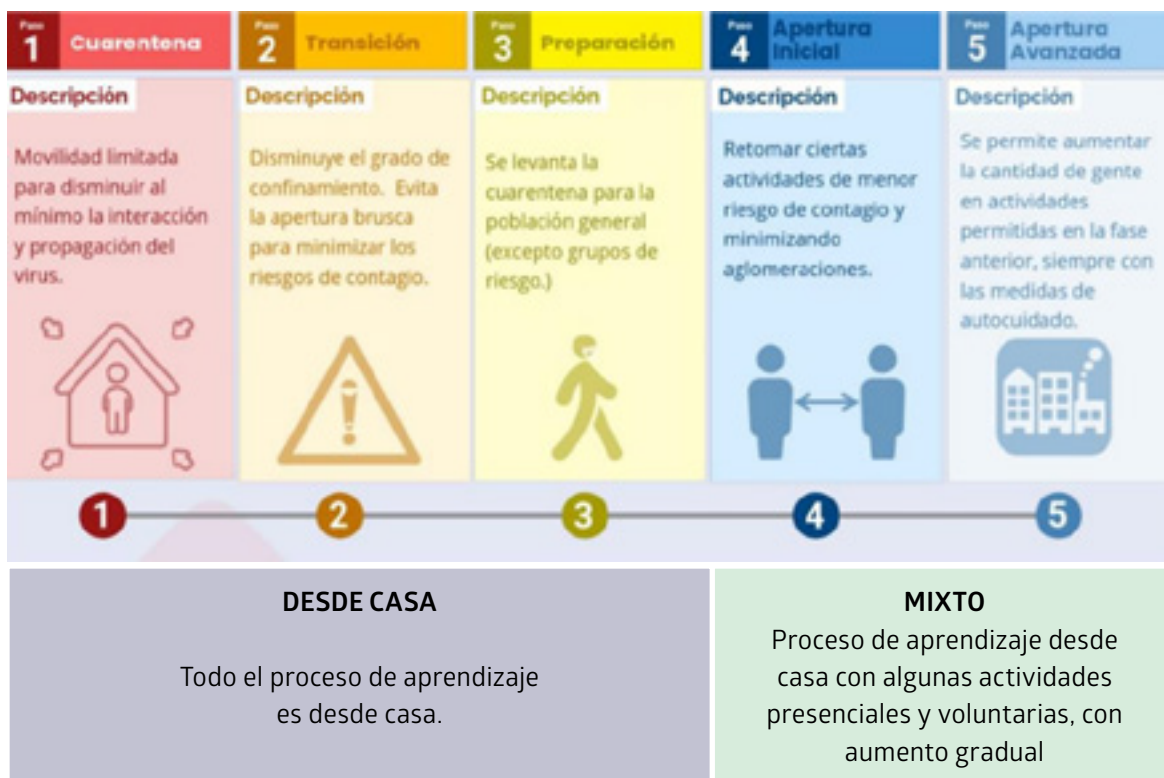 Paso 1 Cuarentena
Descripción
Movilidad limitada
para disminuir al
mínimo la interacción
y propagación del
virus.
Paso 2 Transición
Descripción
Disminuye el grado de
confinamiento. Evita
la apertura brusca
para minimizar los
riesgos de contagio.
Paso 3 Preparación
Descripción
Se levanta la
cuarentena para la
población general
(excepto grupos de
riesgo.)
Paso 4 Apertura
Inicial
Descripción
Retomar ciertas
actividades de menor
riesgo de contagio y
minimizando
aglomeraciones.
Paso 5 Apertura
Avanzada
Descripción
Se permite aumentar
la cantidad de gente
en actividades
permitidas en la fase
anterior, siempre con
las medidas de
autocuidado.
1 2 3 4 5
DESDE CASA
Todo el proceso de aprendizaje
es desde casa.
MIXTO
Proceso de aprendizaje desde
casa con algunas actividades
presenciales y voluntarias, con
aumento gradual